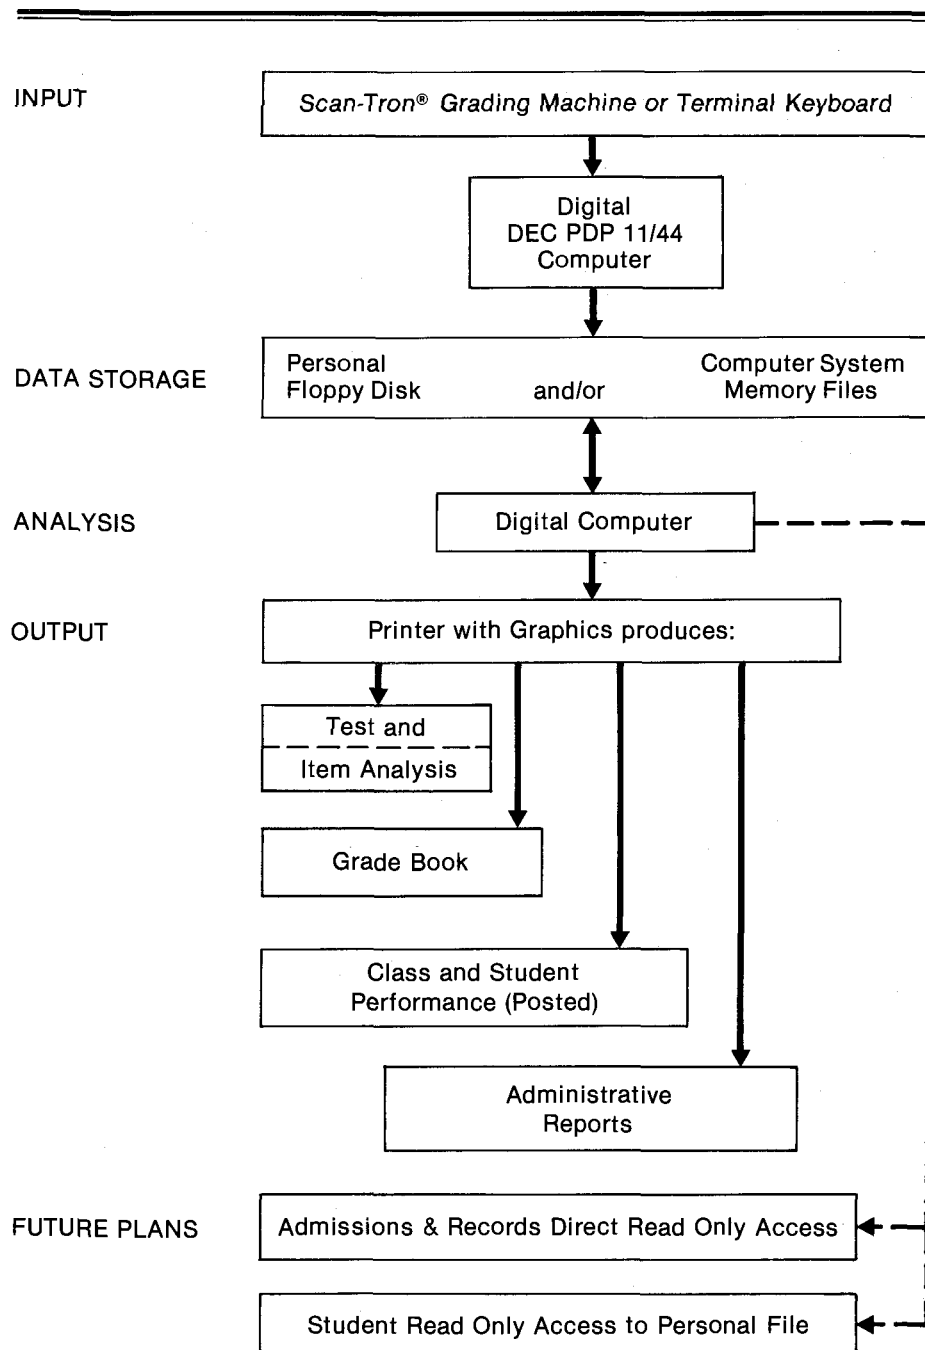 INPUT
Scan-Tron® Grading Machine or Terminal Keyboard
Digital
DEC PDP 11/44
Computer
DATA STORAGE
Personal
Floppy Disk
and/or
Computer System
Memory Files
ANALYSIS
Digital Computer
OUTPUT
Printer with Graphics produces:
Test and
Item Analysis
Grade Book
Class and Student
Performance (Posted)
Administrative
Reports
FUTURE PLANS
Admissions & Records Direct Read Only Access
Student Read Only Access to Personal File